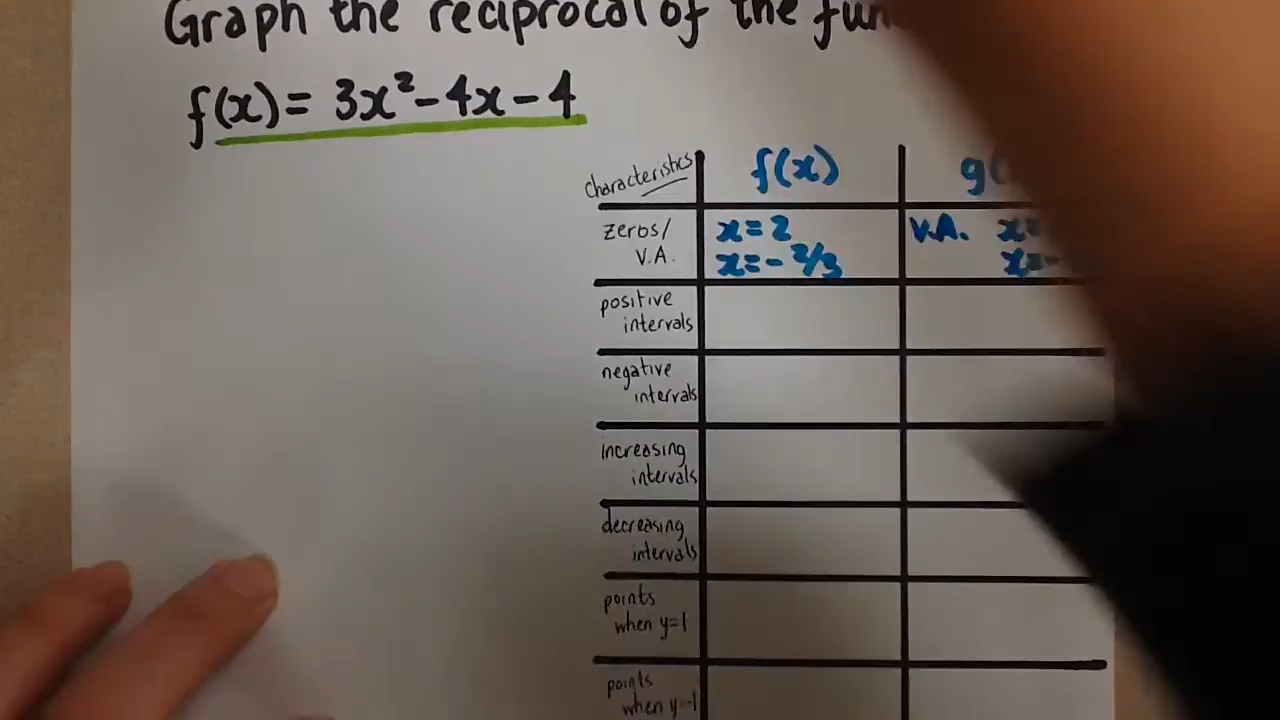 Graph the reciprocal of the
f(x) = 3x² - 4x - 4
characteristics f(x)
zeros/ V.A. x = 2 V.A.
x = - 2/3
positive intervals
negative intervals
increasing intervals
decreasing intervals
points when y=1
points when y=-1